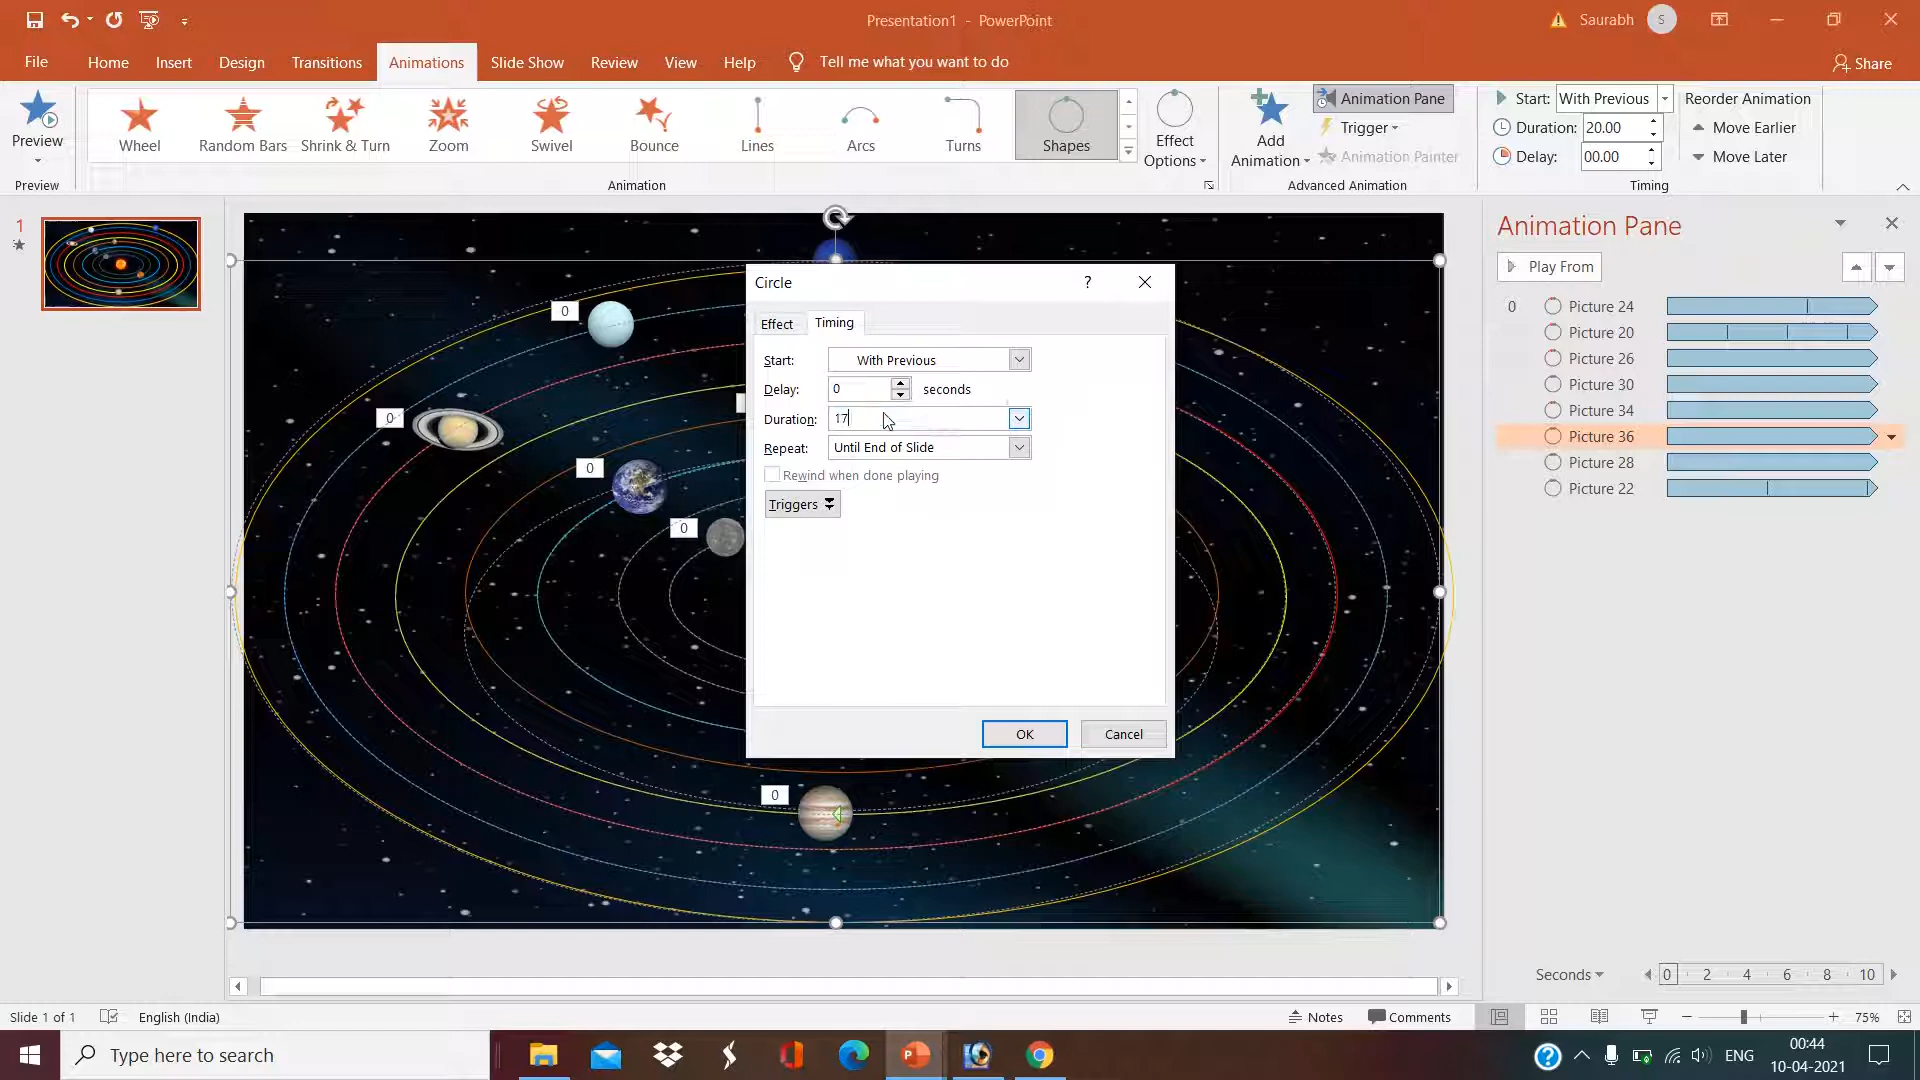 Presentation1 - PowerPoint
Saurabh S
File Home Insert Design Transitions Animations Slide Show Review View Help Tell me what you want to do Share
Preview
Wheel Random Bars Shrink & Turn Zoom Swivel Bounce Lines Arcs Turns Shapes
Effect Options
Add Animation
Animation Pane
Trigger
Animation Painter
Start: With Previous
Duration: 20.00
Delay: 00.00
Reorder Animation
Move Earlier
Move Later
Preview Animation Advanced Animation Timing
1
0
0
0
0
0
Circle ?
Effect Timing
Start: With Previous
Delay: 0 seconds
Duration: 17
Repeat: Until End of Slide
Rewind when done playing
Triggers
OK Cancel
Animation Pane
Play From
0 Picture 24
Picture 20
Picture 26
Picture 30
Picture 34
Picture 36
Picture 28
Picture 22
Seconds 0 2 4 6 8 10
Slide 1 of 1 English (India) Notes Comments 75%
Type here to search
ENG
00:44
10-04-2021